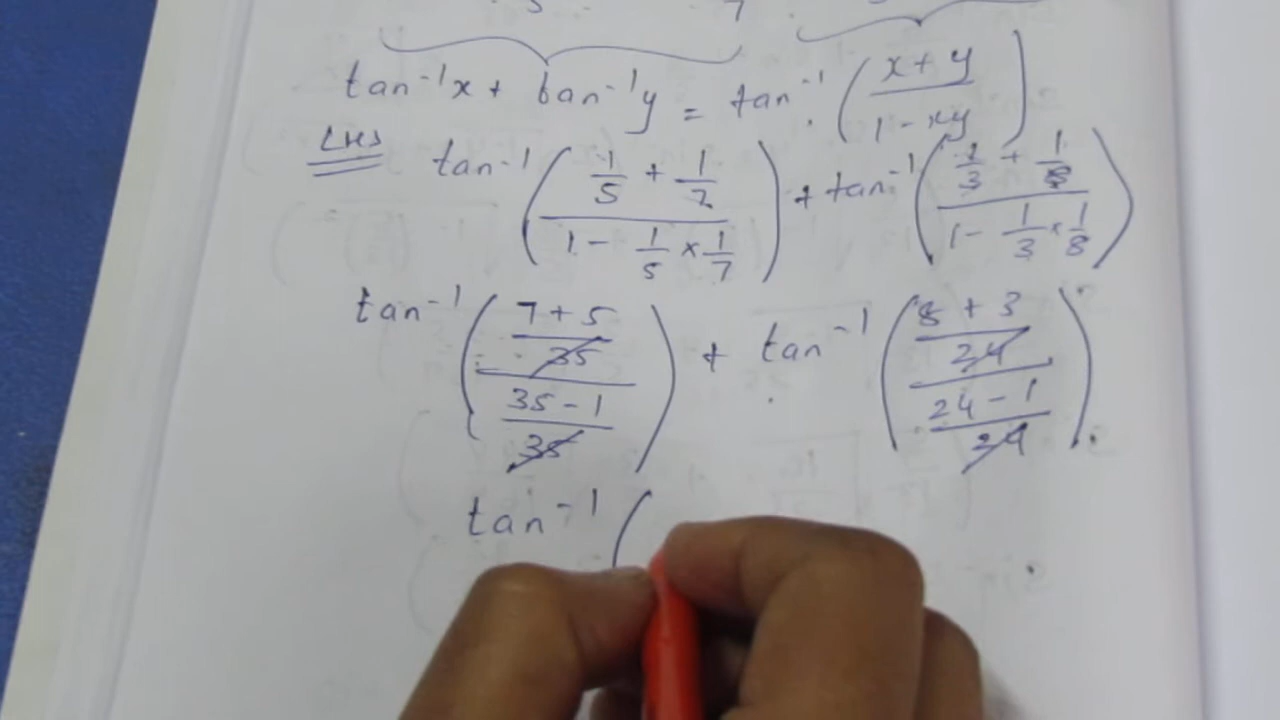 5 7
tan⁻¹x + tan⁻¹y = tan⁻¹ ( (x + y) / (1 - xy) )
LHS tan⁻¹ ( (1/5 + 1/7) / (1 - 1/5 × 1/7) ) + tan⁻¹ ( (1/3 + 1/8) / (1 - 1/3 × 1/8) )
tan⁻¹ ( ((7 + 5) / 35) / ((35 - 1) / 35) ) + tan⁻¹ ( ((8 + 3) / 24) / ((24 - 1) / 24) )
tan⁻¹ (